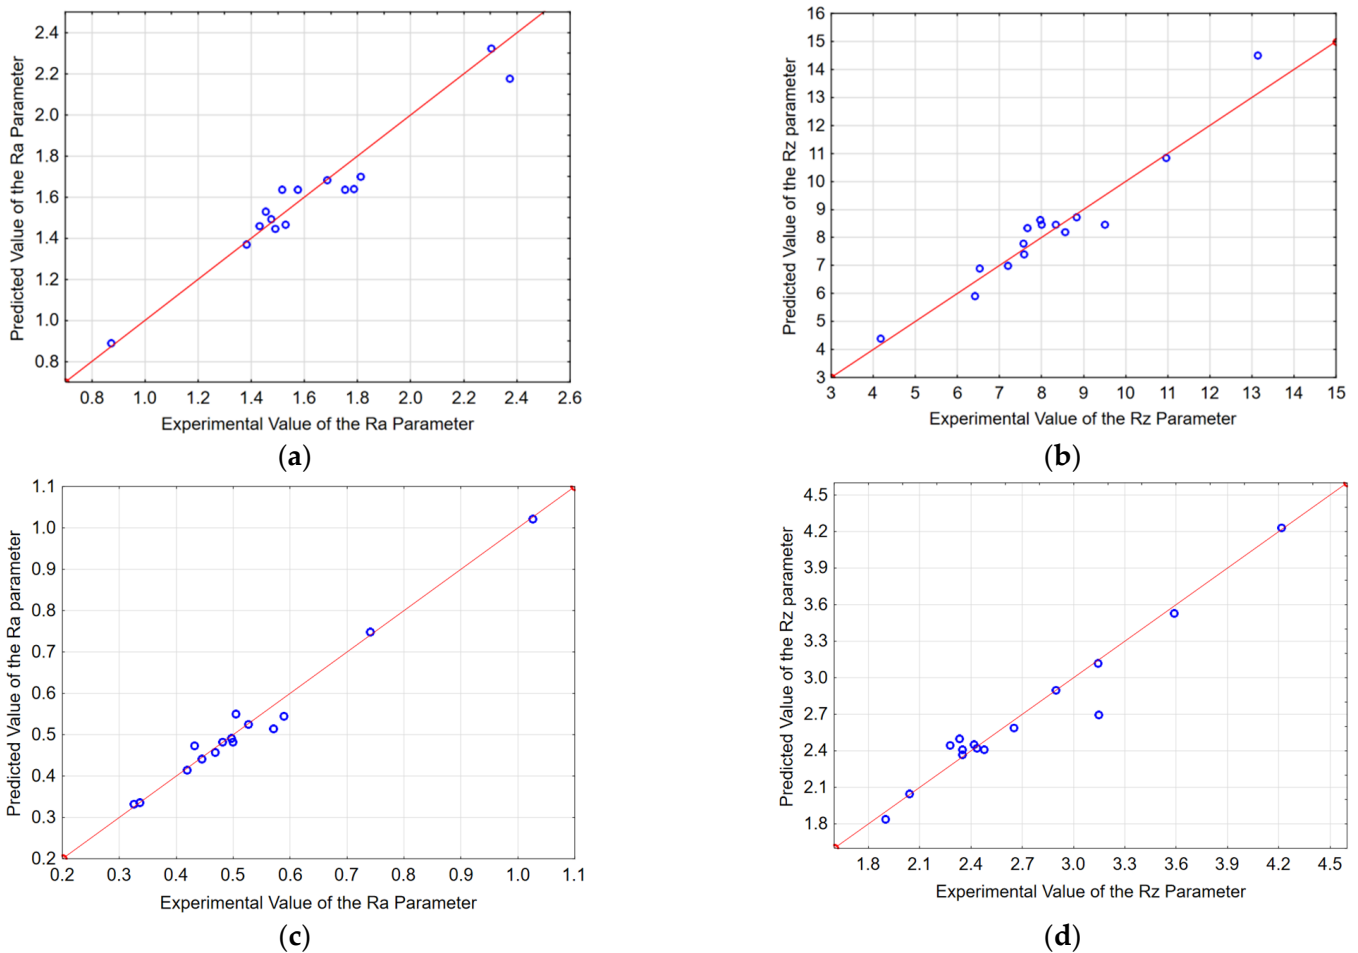 2.4
2.2
2.0
1.8
1.6
1.4
1.2
1.0
0.8
Predicted Value of the Ra Parameter
0.8 1.0 1.2 1.4 1.6 1.8 2.0 2.2 2.4 2.6
Experimental Value of the Ra Parameter
(a)
16
15
14
13
12
11
10
9
8
7
6
5
4
3
Predicted Value of the Rz parameter
3 4 5 6 7 8 9 10 11 12 13 14 15
Experimental Value of the Rz Parameter
(b)
1.1
1.0
0.9
0.8
0.7
0.6
0.5
0.4
0.3
0.2
Predicted Value of the Ra parameter
0.2 0.3 0.4 0.5 0.6 0.7 0.8 0.9 1.0 1.1
Experimental Value of the Ra Parameter
(c)
4.5
4.2
3.9
3.6
3.3
3.0
2.7
2.4
2.1
1.8
Predicted Value of the Rz parameter
1.8 2.1 2.4 2.7 3.0 3.3 3.6 3.9 4.2 4.5
Experimental Value of the Rz Parameter
(d)